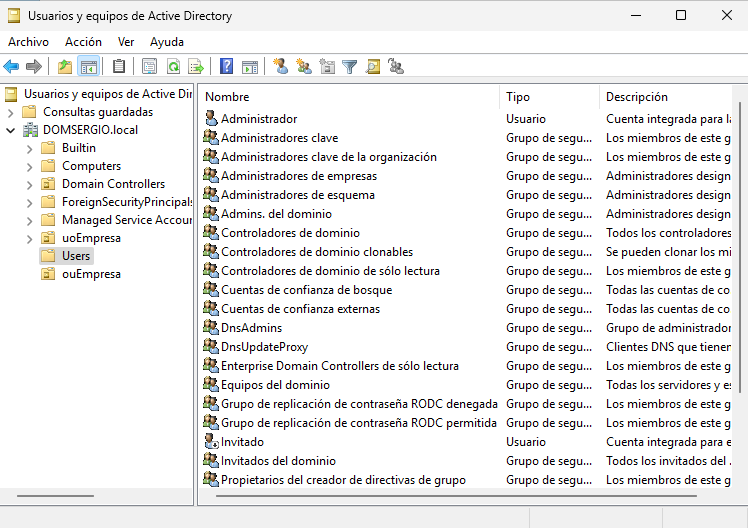 Usuarios y equipos de Active Directory
Archivo Acción Ver Ayuda
Usuarios y equipos de Active Dir
Consultas guardadas
DOMSERGIO.local
Builtin
Computers
Domain Controllers
ForeignSecurityPrincipals
Managed Service Accour
uoEmpresa
Users
ouEmpresa
Nombre Tipo Descripción
Administrador Usuario Cuenta integrada para la
Administradores clave Grupo de segu... Los miembros de este g
Administradores clave de la organización Grupo de segu... Los miembros de este g
Administradores de empresas Grupo de segu... Administradores design
Administradores de esquema Grupo de segu... Administradores design
Admins. del dominio Grupo de segu... Administradores design
Controladores de dominio Grupo de segu... Todos los controladores
Controladores de dominio clonables Grupo de segu... Se pueden clonar los mi
Controladores de dominio de sólo lectura Grupo de segu... Los miembros de este g
Cuentas de confianza de bosque Grupo de segu... Todas las cuentas de co
Cuentas de confianza externas Grupo de segu... Todas las cuentas de co
DnsAdmins Grupo de segu... Grupo de administrador
DnsUpdateProxy Grupo de segu... Clientes DNS que tienen
Enterprise Domain Controllers de sólo lectura Grupo de segu... Los miembros de este g
Equipos del dominio Grupo de segu... Todas los servidores y es
Grupo de replicación de contraseña RODC denegada Grupo de segu... Los miembros de este g
Grupo de replicación de contraseña RODC permitida Grupo de segu... Los miembros de este g
Invitado Usuario Cuenta integrada para e
Invitados del dominio Grupo de segu... Todos los invitados del
Propietarios del creador de directivas de grupo Grupo de segu... Los miembros de este g